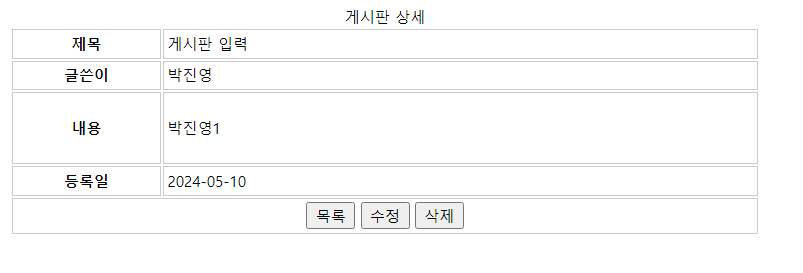 게시판 상세
제목 게시판 입력
글쓴이 박진영
내용 박진영1
등록일 2024-05-10
목록 수정 삭제